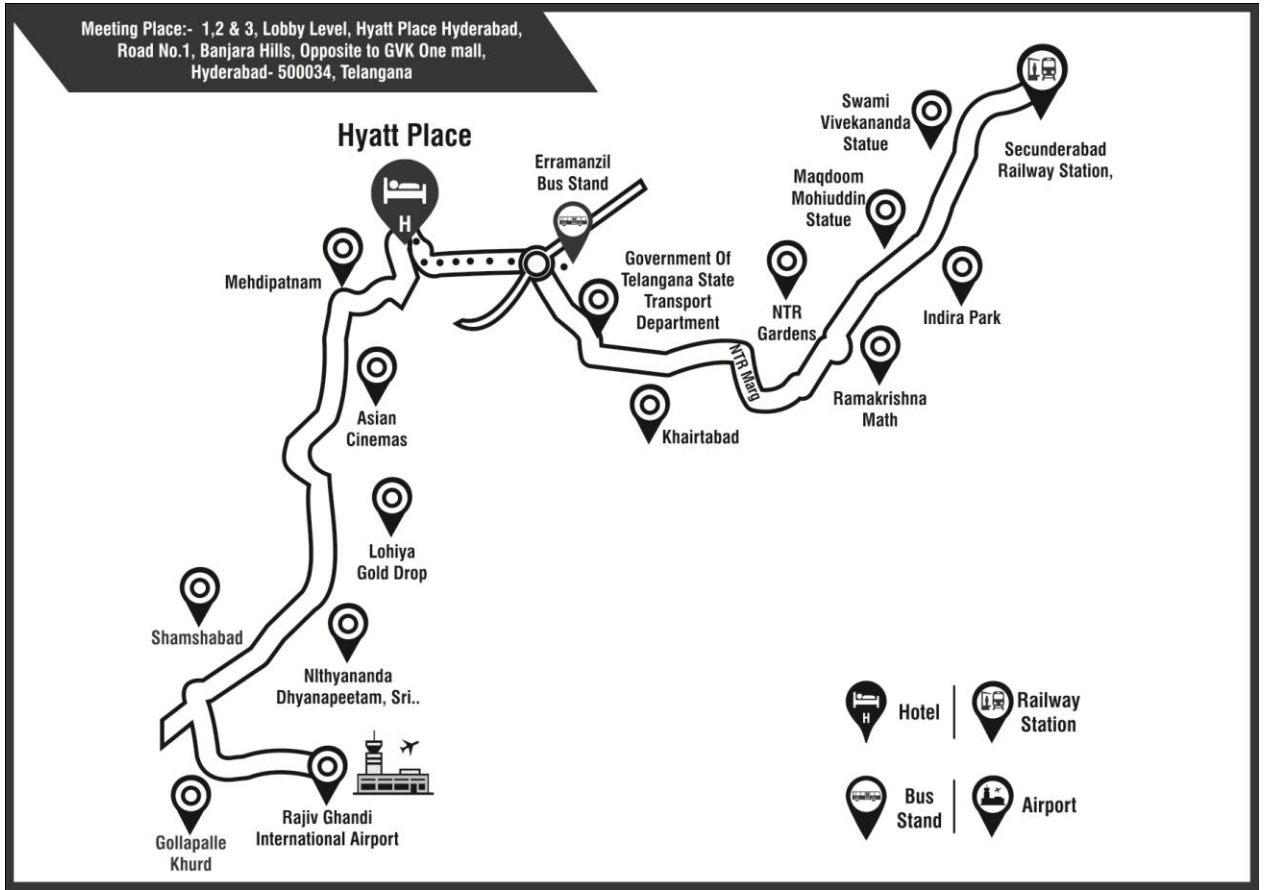 Meeting Place:- 1,2 & 3, Lobby Level, Hyatt Place Hyderabad,
Road No.1, Banjara Hills, Opposite to GVK One mall,
Hyderabad- 500034, Telangana
Hyatt Place
H
Erramanzil
Bus Stand
Swami
Vivekananda
Statue
Secunderabad
Railway Station,
Maqdoom
Mohiuddin
Statue
Mehdipatnam
Government Of
Telangana State
Transport
Department
NTR
Gardens
Indira Park
NTR Marg
Ramakrishna
Math
Khairtabad
Asian
Cinemas
Lohiya
Gold Drop
Shamshabad
NIthyananda
Dhyanapeetam, Sri..
Rajiv Ghandi
International Airport
Gollapalle
Khurd
H
Hotel
Railway
Station
Bus
Stand
Airport